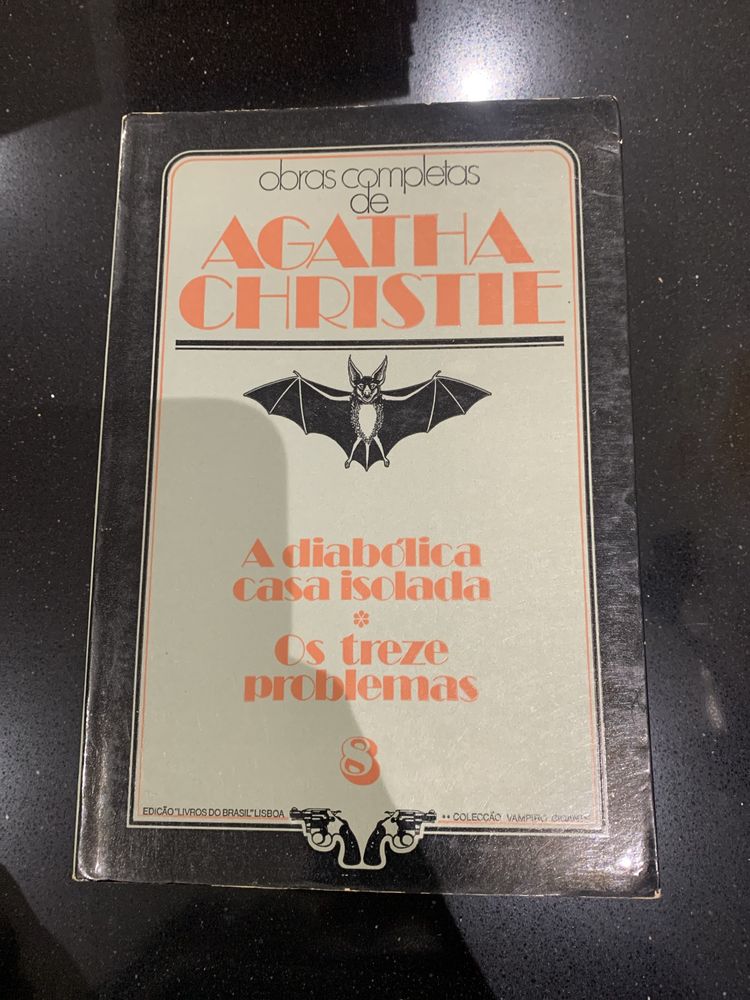 obras completas
de
AGATHA
CHRISTIE
A diabólica
casa isolada
*
Os treze
problemas
8
EDIÇÃO "LIVROS DO BRASIL" LISBOA
** COLECÇÃO VAMPIRO GIGANTE